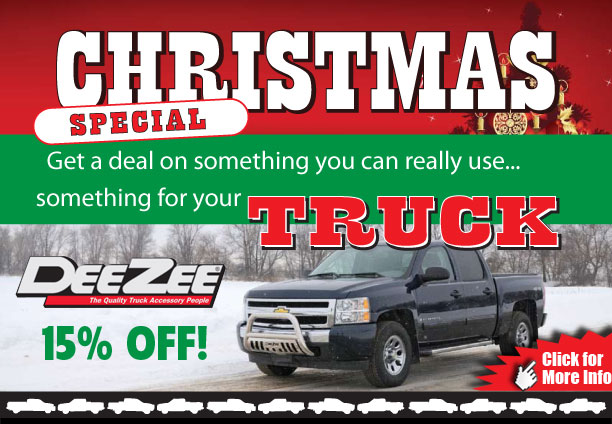 CHRISTMAS
SPECIAL
Get a deal on something you can really use...
something for your TRUCK
DEEZEE
The Quality Truck Accessory People
15% OFF!
DEEZEE
Click for
More Info